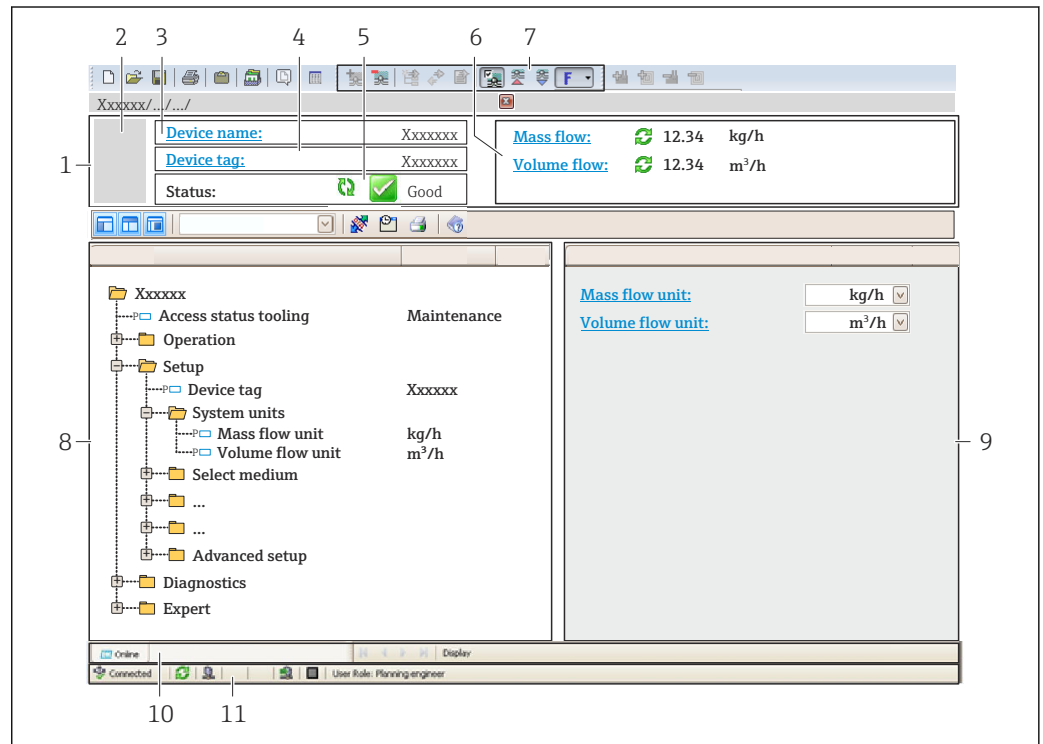 2 3 4 5 6 7
F
Xxxxxx/.../.../
1
Device name: Xxxxxxx
Device tag: Xxxxxxx
Status: Good
Mass flow: 12.34 kg/h
Volume flow: 12.34 m³/h
Xxxxxx
P Access status tooling Maintenance
Operation
Setup
P Device tag Xxxxxx
System units
P Mass flow unit kg/h
P Volume flow unit m³/h
Select medium
...
...
Advanced setup
Diagnostics
Expert
8
Mass flow unit: kg/h
Volume flow unit: m³/h
9
Online Display
Connected User Role: Planning engineer
10 11